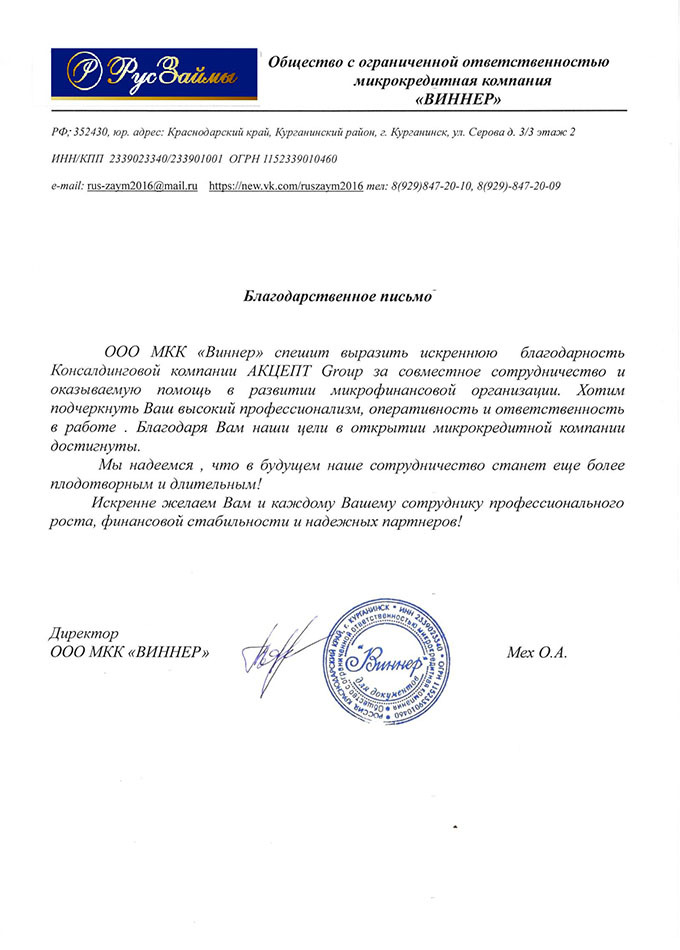 Р РусЗаймы
Общество с ограниченной ответственностью
микрокредитная компания
«ВИННЕР»
РФ; 352430, юр. адрес: Краснодарский край, Курганинский район, г. Курганинск, ул. Серова д. 3/3 этаж 2
ИНН/КПП 2339023340/233901001 ОГРН 1152339010460
e-mail: rus-zaym2016@mail.ru https://new.vk.com/ruszaym2016 тел: 8(929)847-20-10, 8(929)-847-20-09
Благодарственное письмо
ООО МКК «Виннер» спешит выразить искреннюю благодарность
Консалдинговой компании АКЦЕПТ Group за совместное сотрудничество и
оказываемую помощь в развитии микрофинансовой организации. Хотим
подчеркнуть Ваш высокий профессионализм, оперативность и ответственность
в работе . Благодаря Вам наши цели в открытии микрокредитной компании
достигнуты.
Мы надеемся , что в будущем наше сотрудничество станет еще более
плодотворным и длительным!
Искренне желаем Вам и каждому Вашему сотруднику профессионального
роста, финансовой стабильности и надежных партнеров!
Директор
ООО МКК «ВИННЕР»
Мех О.А.
РОССИЯ, КРАСНОДАРСКИЙ КРАЙ, г. КУРГАНИНСК * ИНН 2339023340 * ОГРН 1152339010460 *
Общество с ограниченной ответственностью микрокредитная компания
"Виннер"
для документов